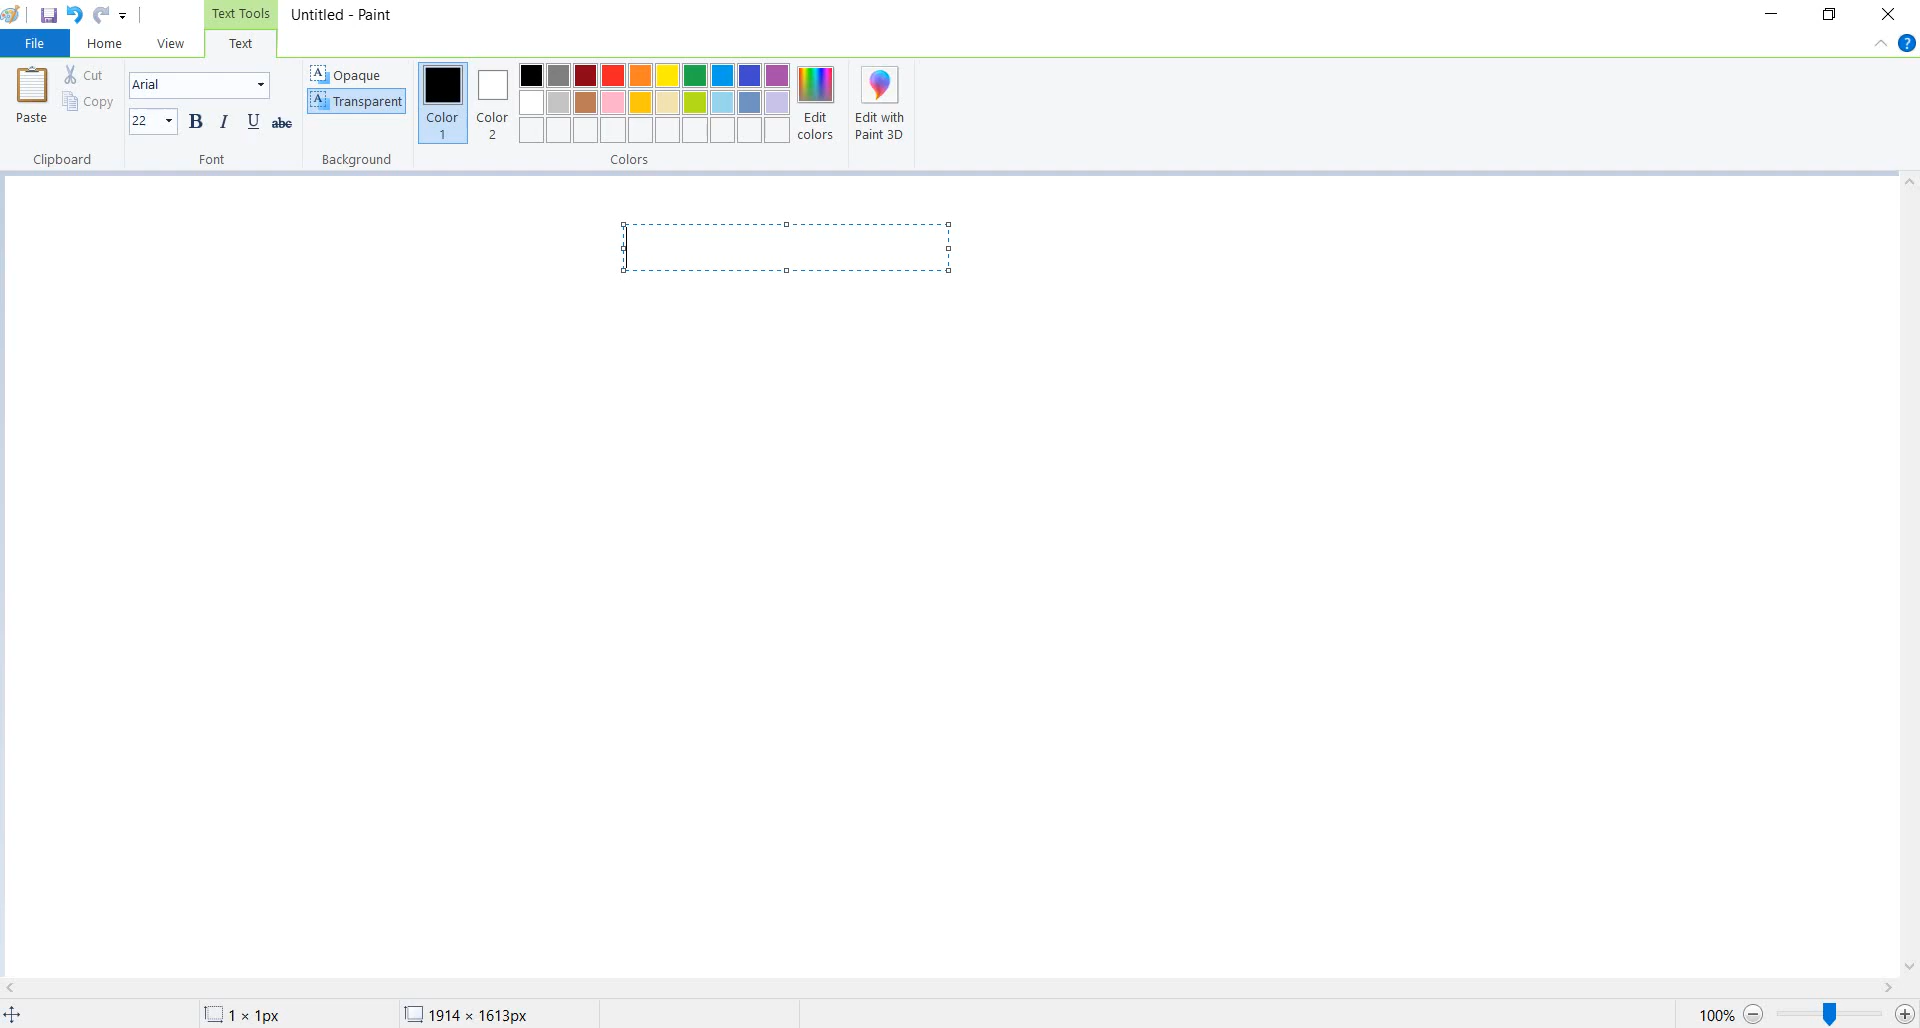 Text Tools Untitled - Paint
File Home View Text
Paste Cut Copy
Arial
22 B I U abc
Opaque
Transparent
Color 1 Color 2 Edit colors Edit with Paint 3D
Clipboard Font Background Colors
1 × 1px 1914 × 1613px 100%